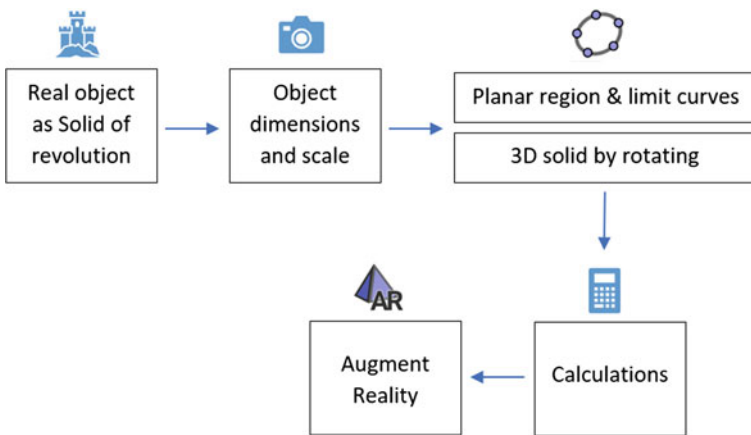 Real object
as Solid of
revolution
Object
dimensions
and scale
Planar region & limit curves
3D solid by rotating
AR
Augment
Reality
Calculations